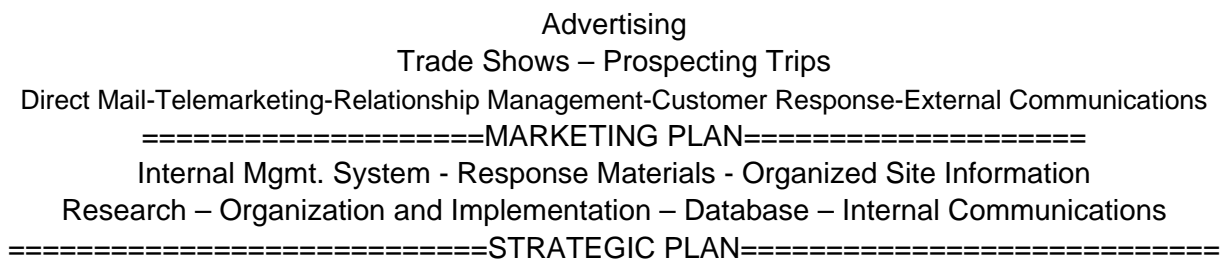 Advertising
Trade Shows – Prospecting Trips
Direct Mail-Telemarketing-Relationship Management-Customer Response-External Communications
====================MARKETING PLAN====================
Internal Mgmt. System - Response Materials - Organized Site Information
Research – Organization and Implementation – Database – Internal Communications
============================STRATEGIC PLAN============================